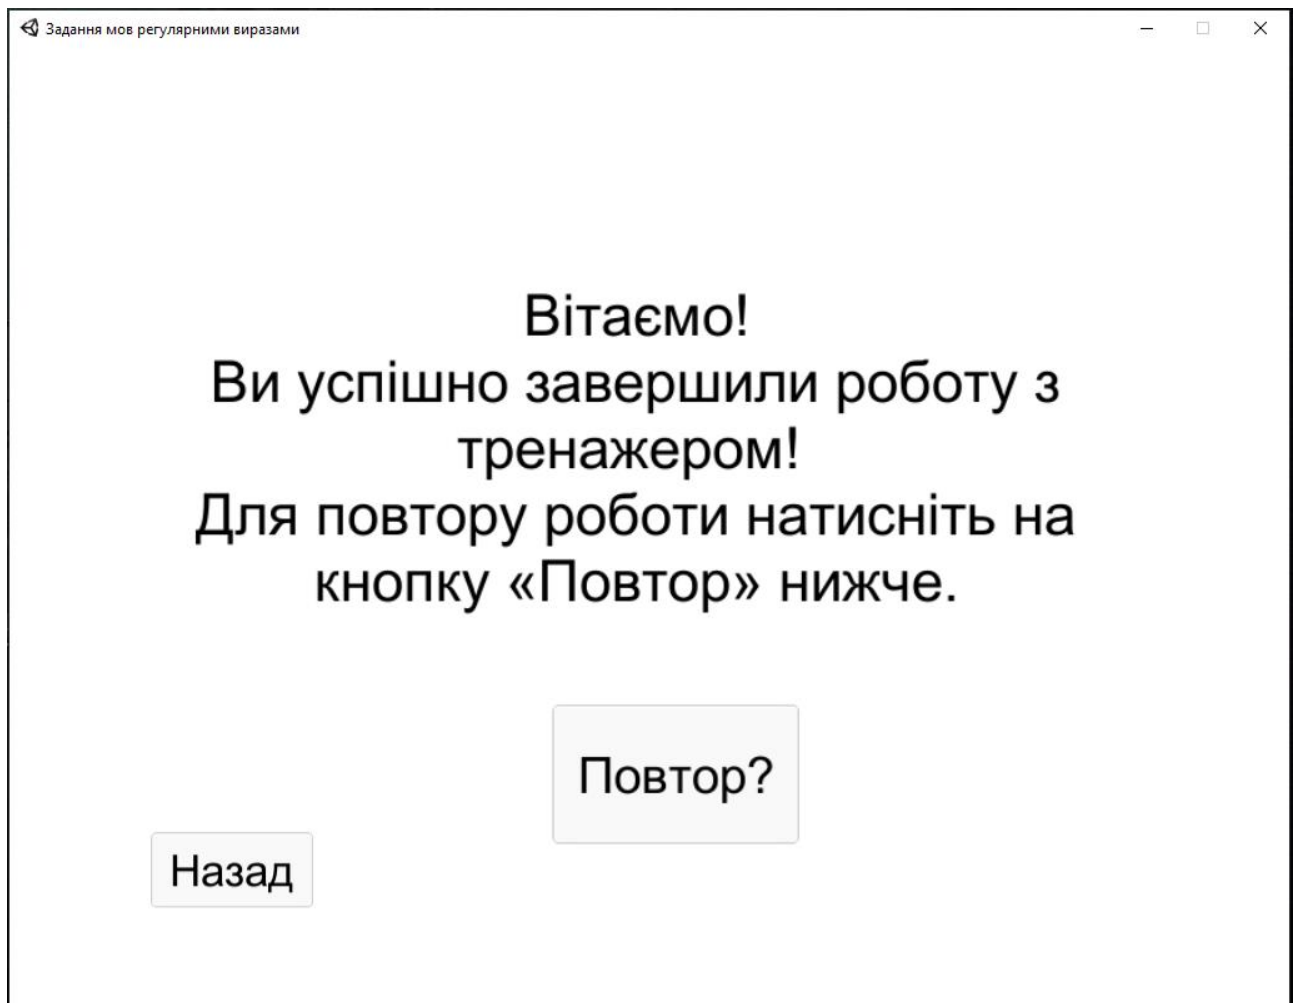 Задання мов регулярними виразами
Вітаємо!
Ви успішно завершили роботу з
тренажером!
Для повтору роботи натисніть на
кнопку «Повтор» нижче.
Повтор?
Назад